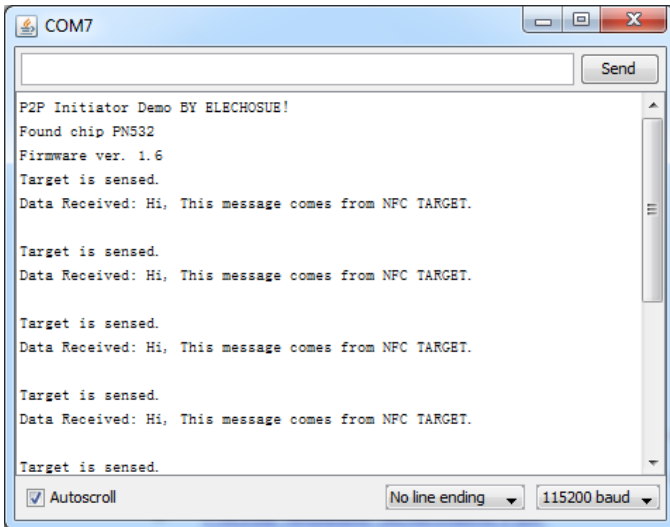 COM7
Send
P2P Initiator Demo BY ELECHOSUE!
Found chip PN532
Firmware ver. 1.6
Target is sensed.
Data Received: Hi, This message comes from NFC TARGET.
Target is sensed.
Data Received: Hi, This message comes from NFC TARGET.
Target is sensed.
Data Received: Hi, This message comes from NFC TARGET.
Target is sensed.
Data Received: Hi, This message comes from NFC TARGET.
Target is sensed.
Autoscroll
No line ending
115200 baud